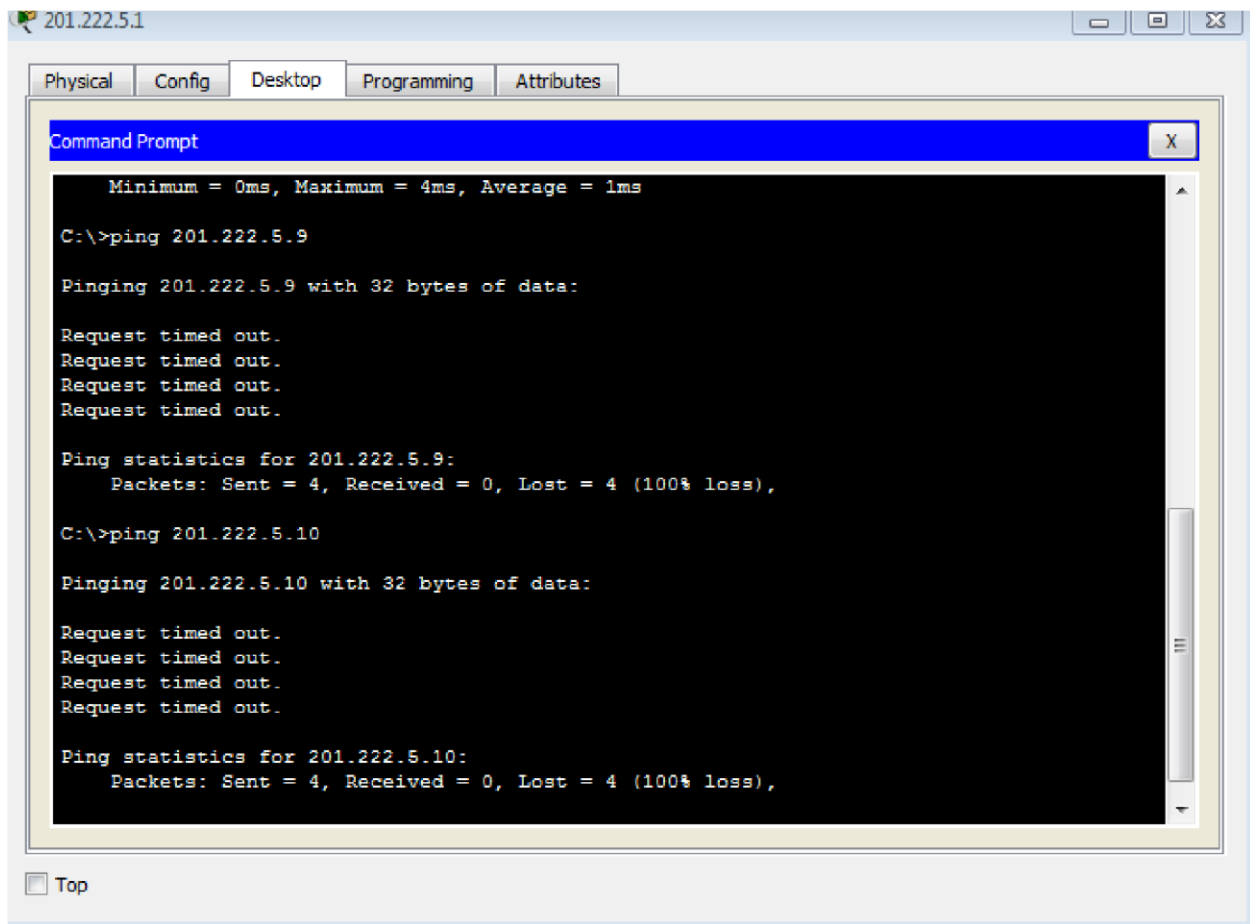 201.222.5.1
Physical Config Desktop Programming Attributes
Command Prompt X
Minimum = 0ms, Maximum = 4ms, Average = 1ms
C:\>ping 201.222.5.9
Pinging 201.222.5.9 with 32 bytes of data:
Request timed out.
Request timed out.
Request timed out.
Request timed out.
Ping statistics for 201.222.5.9:
Packets: Sent = 4, Received = 0, Lost = 4 (100% loss),
C:\>ping 201.222.5.10
Pinging 201.222.5.10 with 32 bytes of data:
Request timed out.
Request timed out.
Request timed out.
Request timed out.
Ping statistics for 201.222.5.10:
Packets: Sent = 4, Received = 0, Lost = 4 (100% loss),
Top